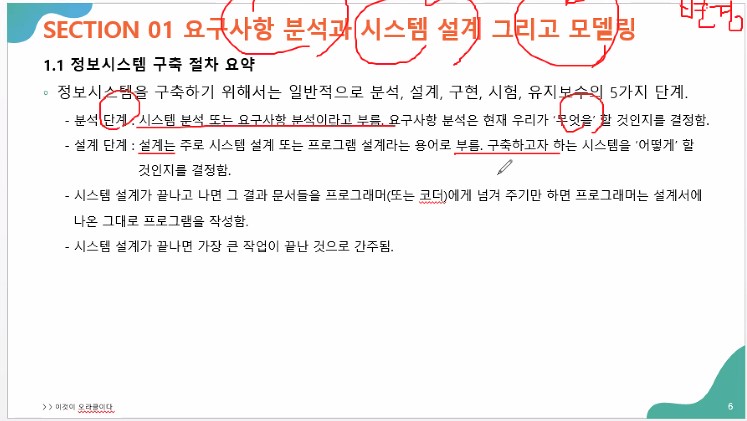 변경
SECTION 01 요구사항 분석과 시스템 설계 그리고 모델링
1.1 정보시스템 구축 절차 요약
정보시스템을 구축하기 위해서는 일반적으로 분석, 설계, 구현, 시험, 유지보수의 5가지 단계.
- 분석 단계 : 시스템 분석 또는 요구사항 분석이라고 부름. 요구사항 분석은 현재 우리가 '무엇을' 할 것인지를 결정함.
- 설계 단계 : 설계는 주로 시스템 설계 또는 프로그램 설계라는 용어로 부름. 구축하고자 하는 시스템을 '어떻게' 할
것인지를 결정함.
- 시스템 설계가 끝나고 나면 그 결과 문서들을 프로그래머(또는 코더)에게 넘겨 주기만 하면 프로그래머는 설계서에
나온 그대로 프로그램을 작성함.
- 시스템 설계가 끝나면 가장 큰 작업이 끝난 것으로 간주됨.
>> 이것이 오라클이다
6